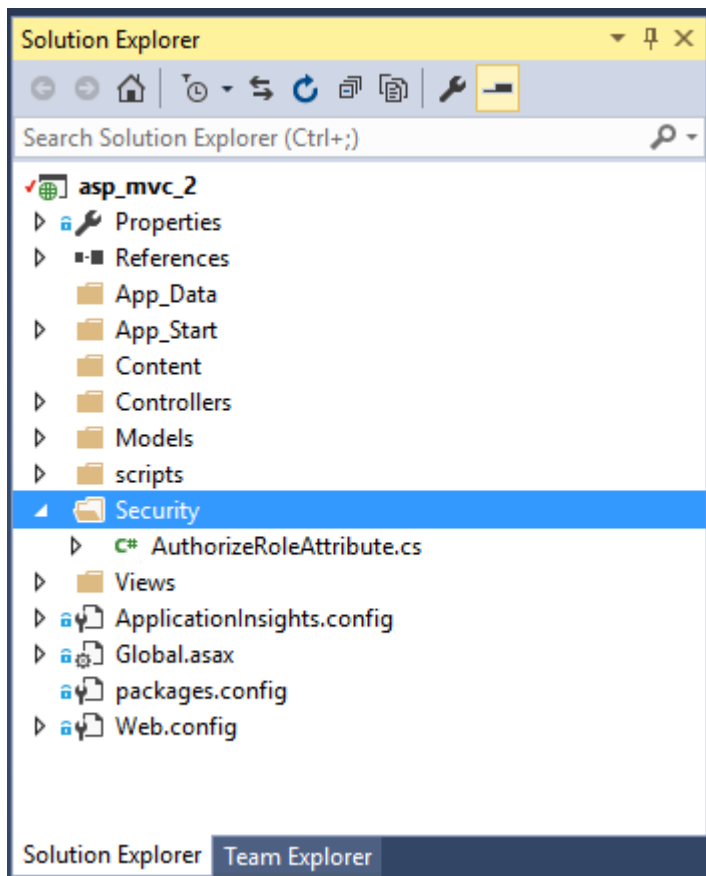 Solution Explorer
Search Solution Explorer (Ctrl+;)
asp_mvc_2
Properties
References
App_Data
App_Start
Content
Controllers
Models
scripts
Security
C# AuthorizeRoleAttribute.cs
Views
ApplicationInsights.config
Global.asax
packages.config
Web.config
Solution Explorer Team Explorer